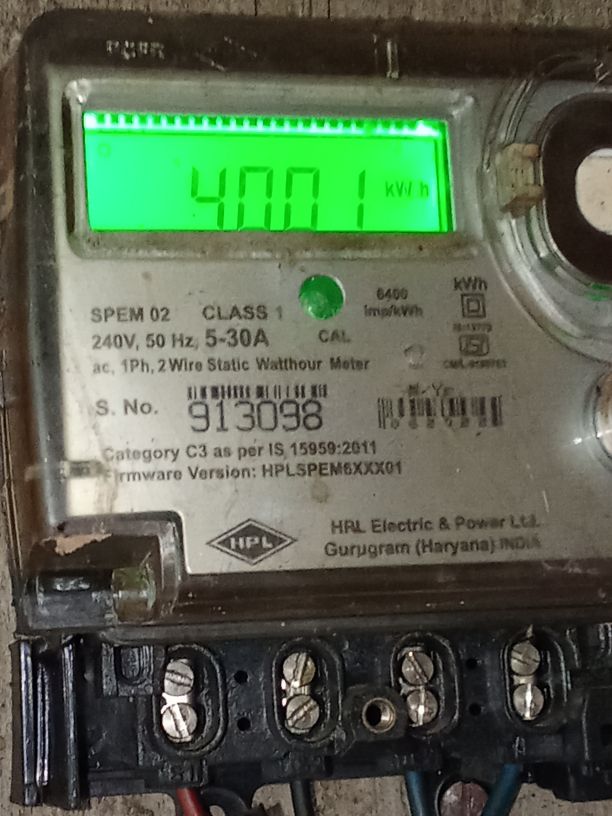 4001 kWh
SPEM 02 CLASS 1
6400 imp/kWh
kWh
240V, 50 Hz, 5-30A CAL
ac, 1Ph, 2 Wire Static Watthour Meter
S. No. 913098
Category C3 as per IS 15959:2011
Firmware Version: HPLSPEM6XXX01
HPL
HPL Electric & Power Ltd.
Gurugram (Haryana) INDIA